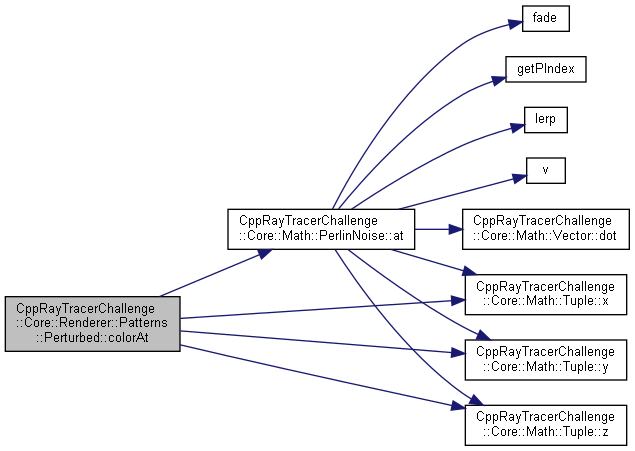 fade
getPIndex
lerp
v
CppRayTracerChallenge
::Core::Math::PerlinNoise::at
CppRayTracerChallenge
::Core::Math::Vector::dot
CppRayTracerChallenge
::Core::Math::Tuple::x
CppRayTracerChallenge
::Core::Renderer::Patterns
::Perturbed::colorAt
CppRayTracerChallenge
::Core::Math::Tuple::y
CppRayTracerChallenge
::Core::Math::Tuple::z